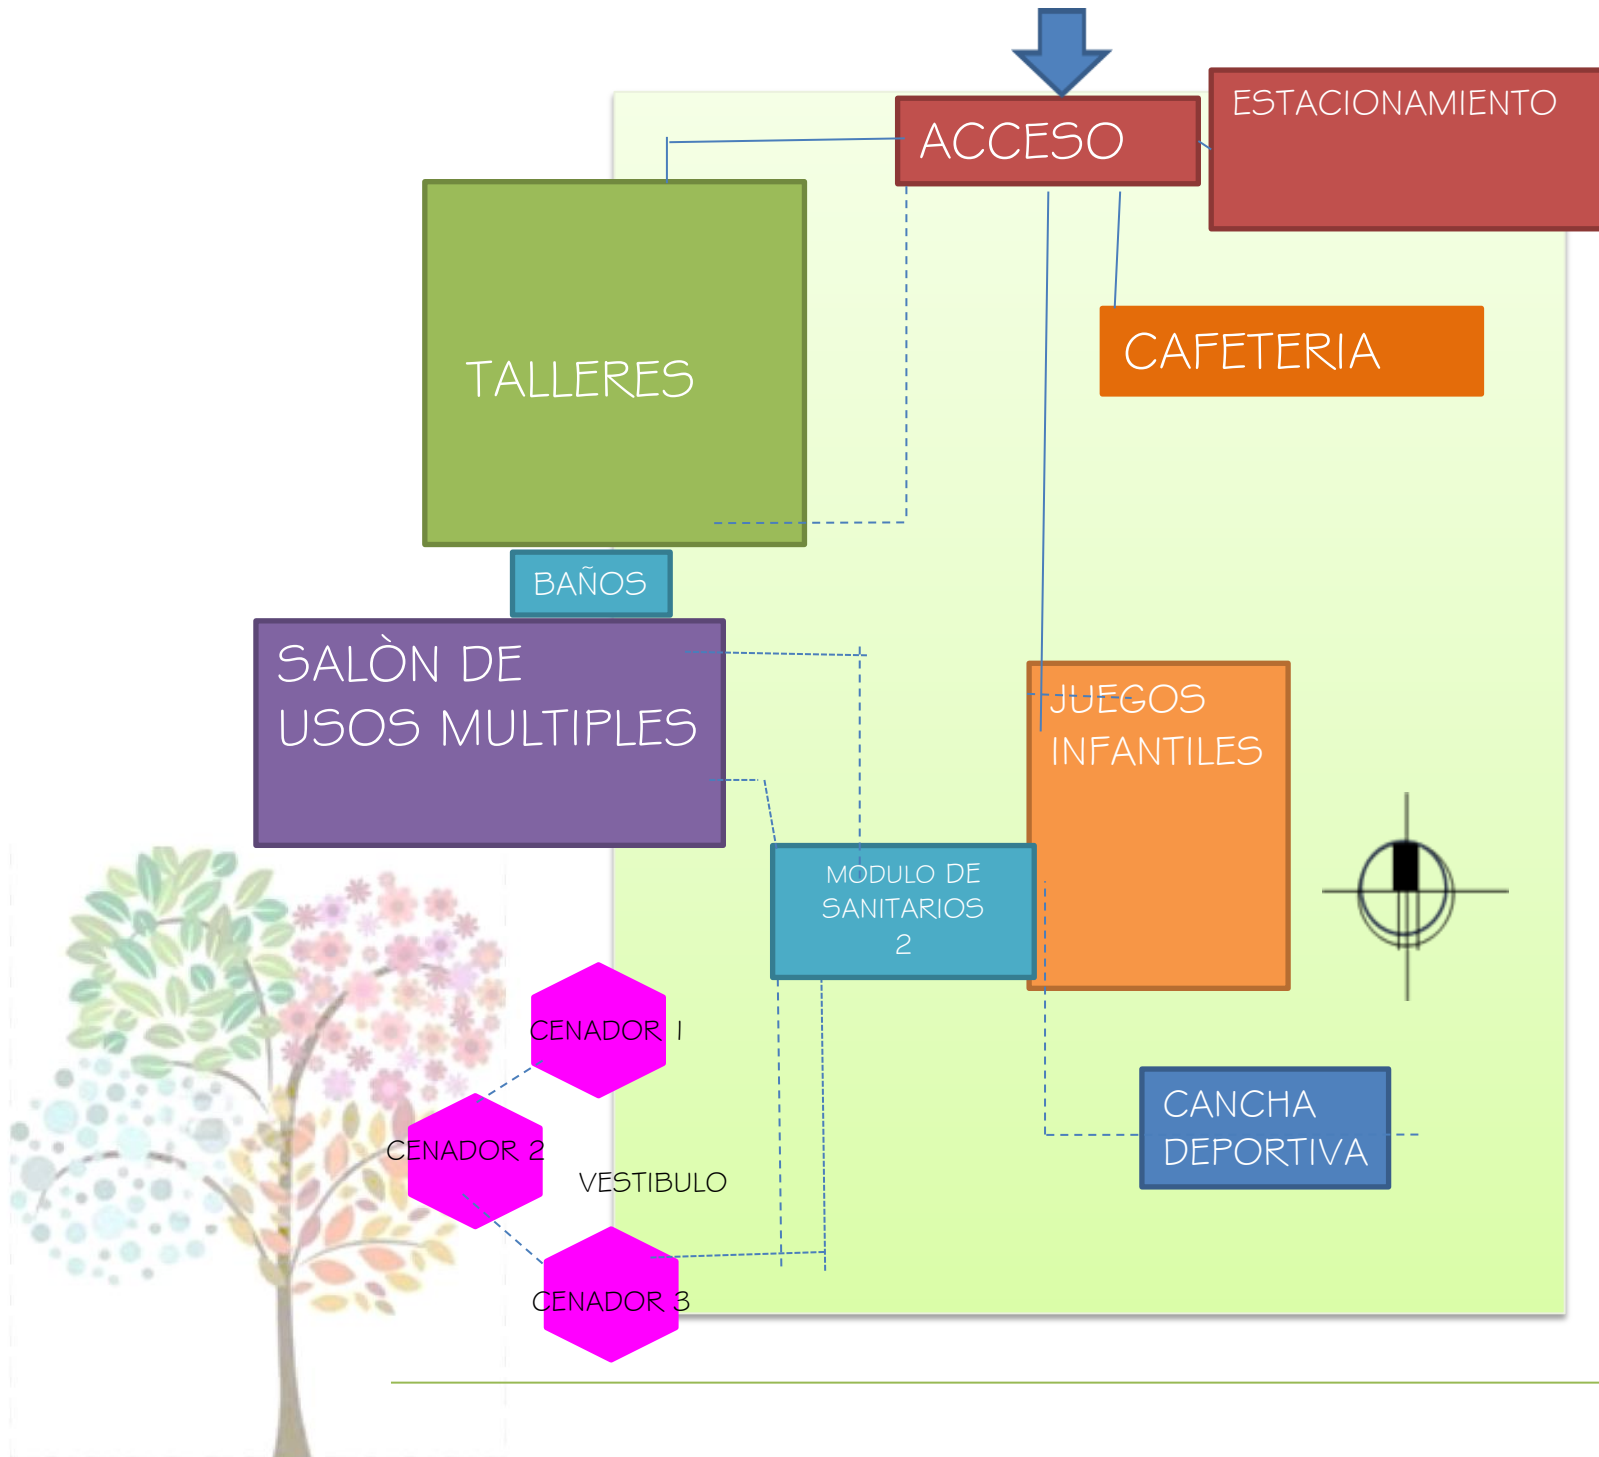 ESTACIONAMIENTO
ACCESO
CAFETERIA
TALLERES
BAÑOS
SALÒN DE
USOS MULTIPLES
JUEGOS
INFANTILES
MODULO DE
SANITARIOS
2
CENADOR 1
CANCHA
DEPORTIVA
CENADOR 2
VESTIBULO
CENADOR 3